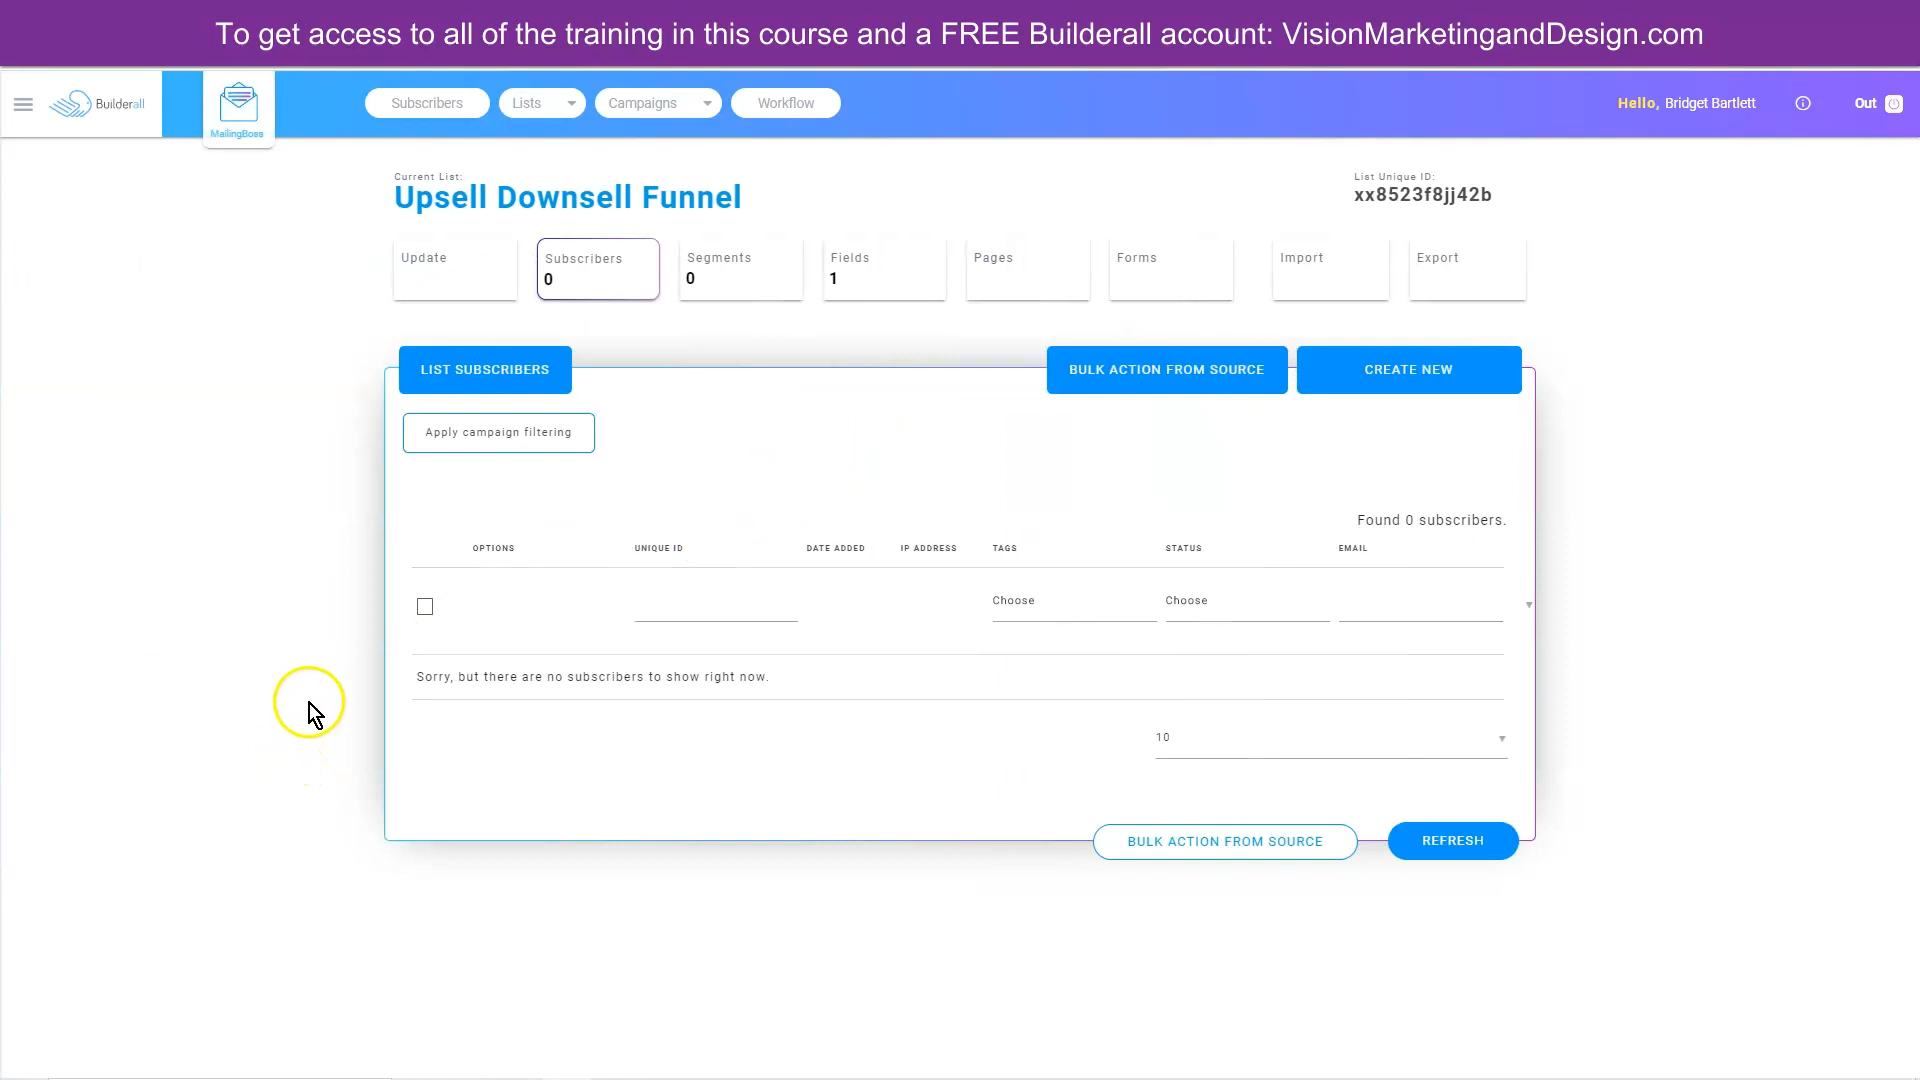 To get access to all of the training in this course and a FREE Builderall account: VisionMarketingandDesign.com
Builderall
MailingBoss
Subscribers
Lists
Campaigns
Workflow
Hello, Bridget Bartlett
Out
Current List:
Upsell Downsell Funnel
List Unique ID:
xx8523f8jj42b
Update
Subscribers
0
Segments
0
Fields
1
Pages
Forms
Import
Export
LIST SUBSCRIBERS
BULK ACTION FROM SOURCE
CREATE NEW
Apply campaign filtering
Found 0 subscribers.
OPTIONS UNIQUE ID DATE ADDED IP ADDRESS TAGS STATUS EMAIL
Choose Choose
Sorry, but there are no subscribers to show right now.
10
BULK ACTION FROM SOURCE
REFRESH